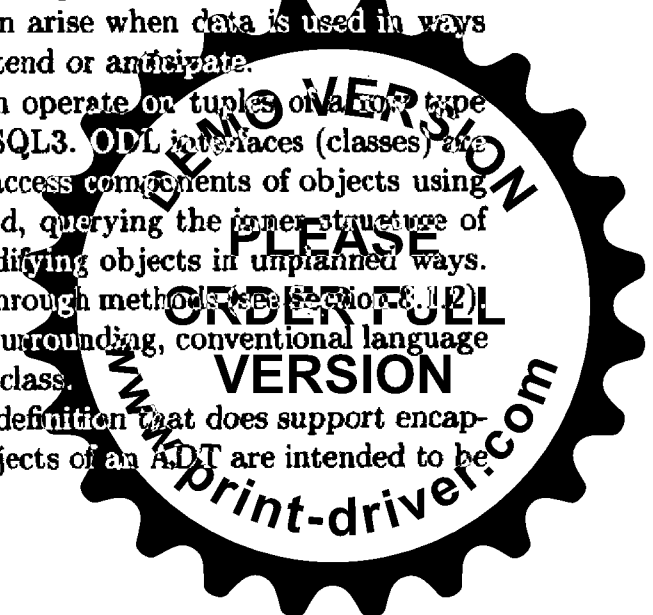 n arise when data is used in ways
tend or anticipate.
n operate on tuples of a row type
SQL3. ODL interfaces (classes) are
access components of objects using
d, querying the inner structure of
difying objects in unplanned ways.
hrough methods (see Section 8.1.2).
urrounding, conventional language
class.
definition that does support encap-
jects of an ADT are intended to be
DEMO VERSION
PLEASE
ORDER FULL
VERSION
www.print-driver.com